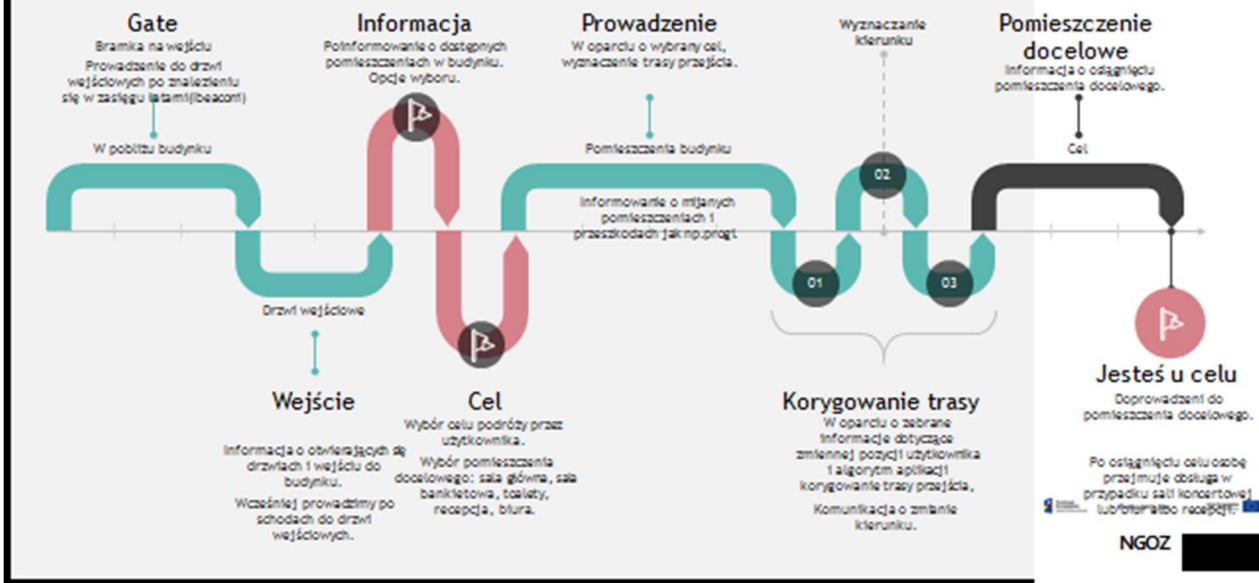 Gate
Bramka na wejściu
Prowadzenie do drzwi
wejściowych po znalezieniu
się w zasięgu latarni(ibeacon)
W pobliżu budynku
Drzwi wejściowe
Wejście
Informacja o otwierających się
drzwiach i wejściu do
budynku.
Wcześniej prowadzimy po
schodach do drzwi
wejściowych.
Informacja
Poinformowanie o dostępnych
pomieszczeniach w budynku.
Opcje wyboru.
Cel
Wybór celu podróży przez
użytkownika.
Wybór pomieszczenia
docelowego: sala główna, sala
bankietowa, toalety,
recepcja, biura.
Prowadzenie
W oparciu o wybrany cel,
wyznaczenie trasy przejścia.
Pomieszczenia budynku
Informowanie o mijanych
pomieszczeniach i
przeszkodach jak np.progi.
Wyznaczanie
kierunku
01
02
03
Korygowanie trasy
W oparciu o zebrane
informacje dotyczące
zmiennej pozycji użytkownika
i algorytm aplikacji
korygowanie trasy przejścia,
Komunikacja o zmianie
kierunku.
Pomieszczenie
docelowe
Informacja o osiągnięciu
pomieszczenia docelowego.
Cel
Jesteś u celu
Doprowadzeni do
pomieszczenia docelowego.
Po osiągnięciu celu osobę
przejmuje obsługa w
przypadku sali koncertowej
lub biur albo recepcji.
NGOZ